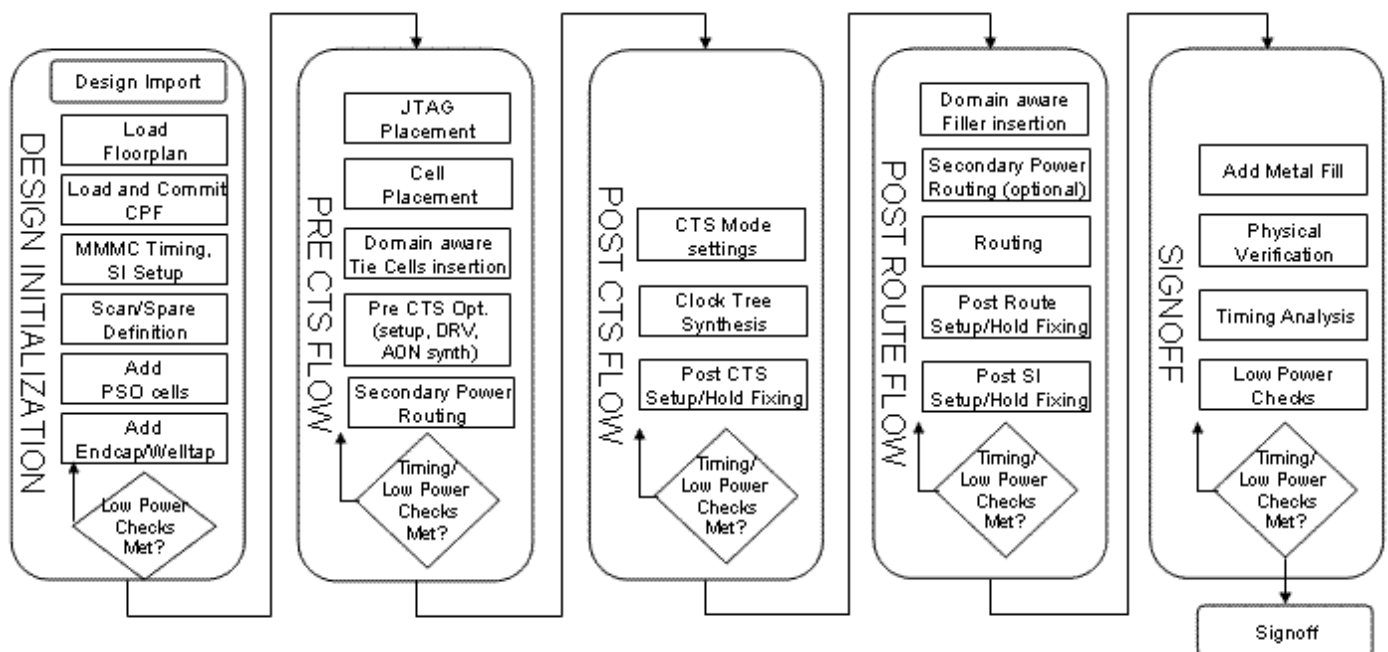 DESIGN INITIALIZATION
Design Import
Load
Floorplan
Load and Commit
CPF
MMMC Timing,
SI Setup
Scan/Spare
Definition
Add
PSO cells
Add
Endcap/Welltap
Low Power
Checks
Met?
PRE CTS FLOW
JTAG
Placement
Cell
Placement
Domain aware
Tie Cells insertion
Pre CTS Opt.
(setup, DRV,
AON synth)
Secondary Power
Routing
Timing/
Low Power
Checks
Met?
POST CTS FLOW
CTS Mode
settings
Clock Tree
Synthesis
Post CTS
Setup/Hold Fixing
Timing/
Low Power
Checks
Met?
POST ROUTE FLOW
Domain aware
Filler insertion
Secondary Power
Routing (optional)
Routing
Post Route
Setup/Hold Fixing
Post SI
Setup/Hold Fixing
Timing/
Low Power
Checks
Met?
SIGNOFF
Add Metal Fill
Physical
Verification
Timing Analysis
Low Power
Checks
Timing/
Low Power
Checks
Met?
Signoff